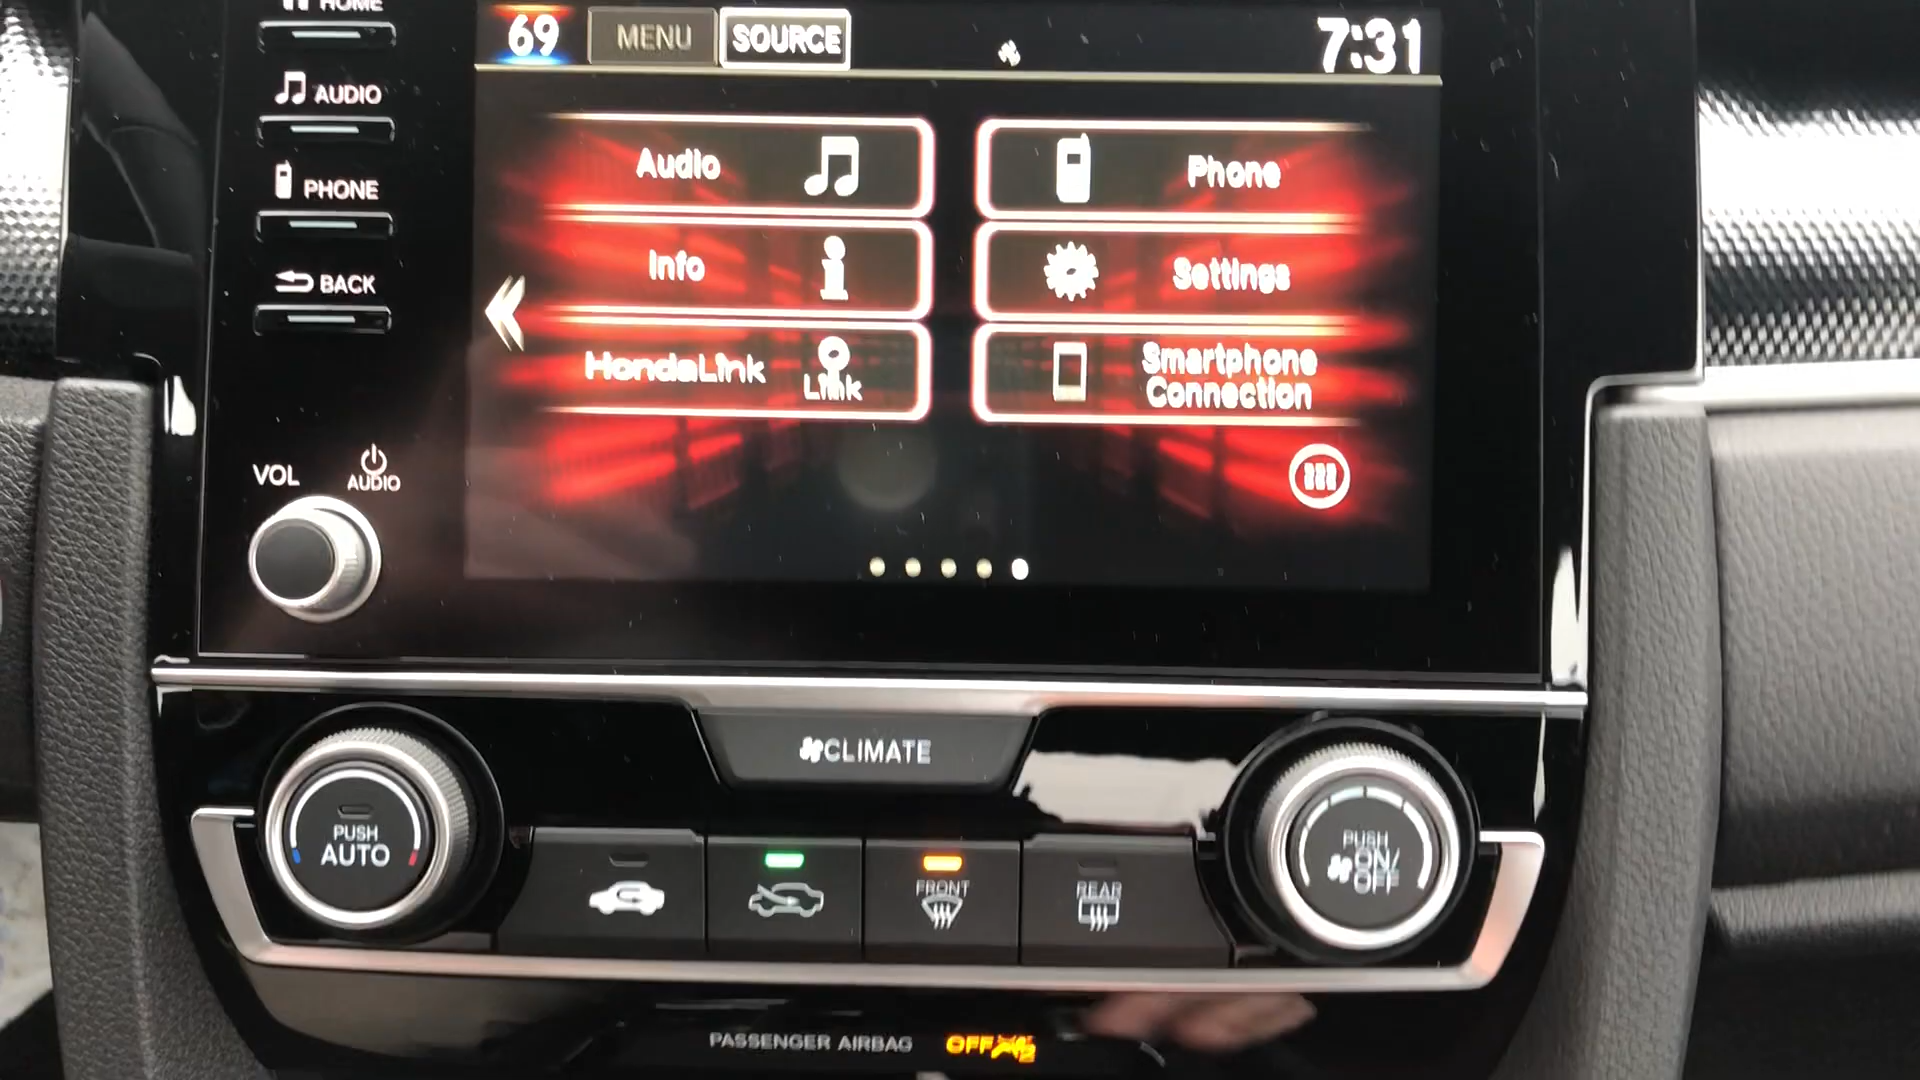 HOME
69 MENU SOURCE 7:31
AUDIO
PHONE
BACK
Audio
Phone
Info
Settings
HondaLink
Link
Smartphone
Connection
VOL
AUDIO
CLIMATE
PUSH
AUTO
FRONT
REAR
PUSH
ON/
OFF
PASSENGER AIRBAG OFF